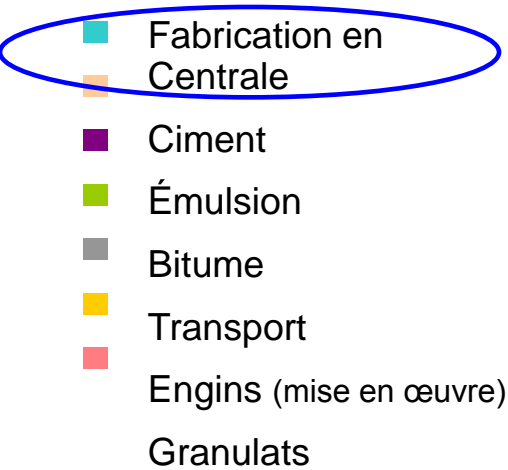 Fabrication en
Centrale
Ciment
Émulsion
Bitume
Transport
Engins (mise en œuvre)
Granulats